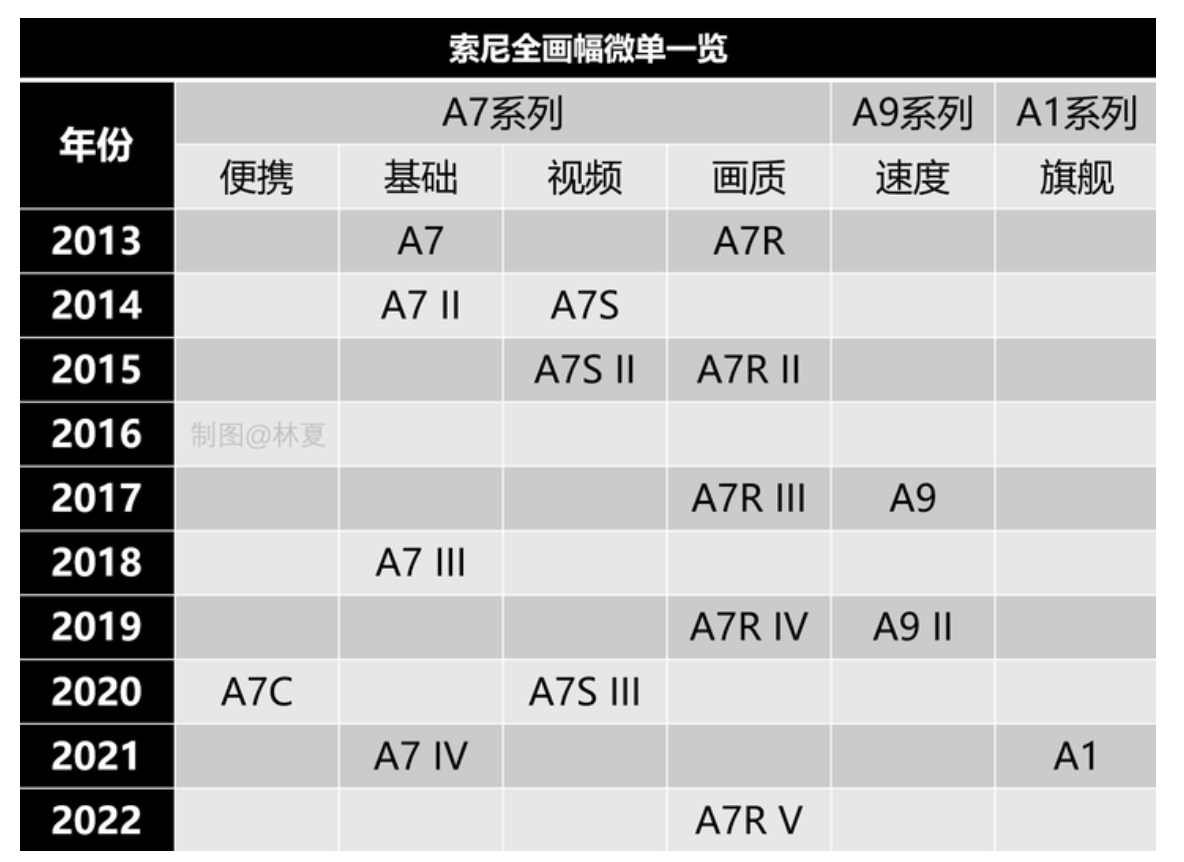 索尼全画幅微单一览
年份 A7系列 A9系列 A1系列
便携 基础 视频 画质 速度 旗舰
2013 A7 A7R
2014 A7 II A7S
2015 A7S II A7R II
2016 制图@林夏
2017 A7R III A9
2018 A7 III
2019 A7R IV A9 II
2020 A7C A7S III
2021 A7 IV A1
2022 A7R V